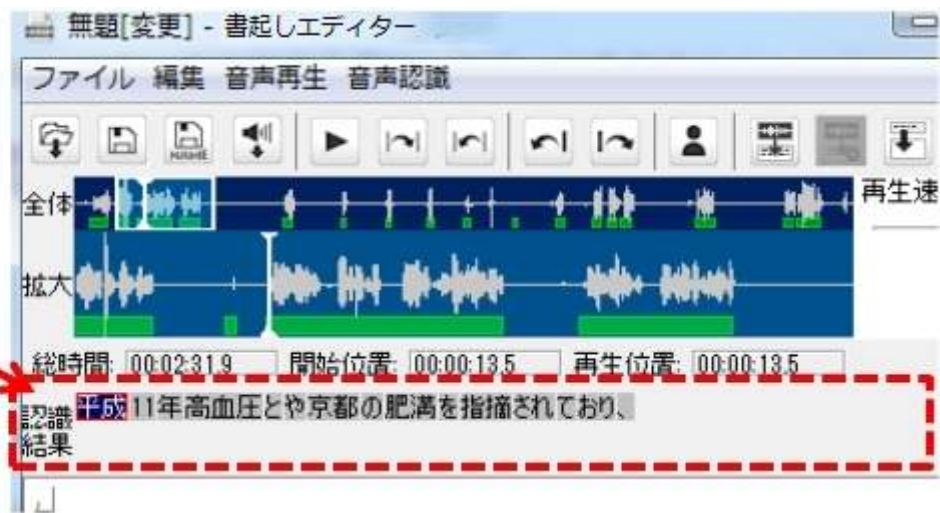 無題[変更] - 書起しエディター
ファイル 編集 音声再生 音声認識
NAME
全体
再生速
拡大
総時間: 00:02:31.9 開始位置: 00:00:13.5 再生位置: 00:00:13.5
認識結果
平成11年高血圧とや京都の肥満を指摘されており、